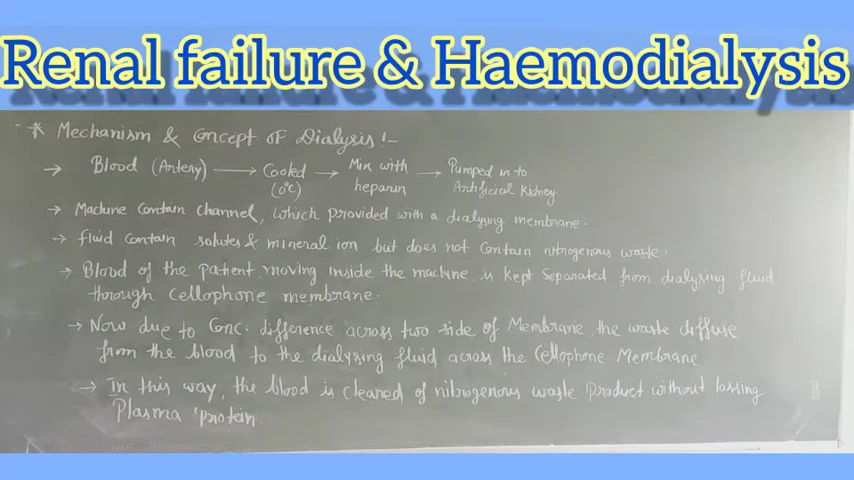 Renal failure & Haemodialysis
* Mechanism & Concept of Dialysis :-
→ Blood (Artery) → Cooled (0°C) → Mix with heparin → Pumped in to Artificial Kidney
→ Machine Contain channel, which provided with a dialysing membrane.
→ fluid contain solutes & mineral ion but does not contain nitrogenous waste.
→ Blood of the patient, moving inside the machine, is kept separated from dialysing fluid
through Cellophone membrane.
→ Now due to Conc. difference across two side of Membrane, the waste diffuse
from the blood to the dialysing fluid across the Cellophone Membrane.
→ In this way, the blood is cleared of nitrogenous waste product without lossing
Plasma protein.